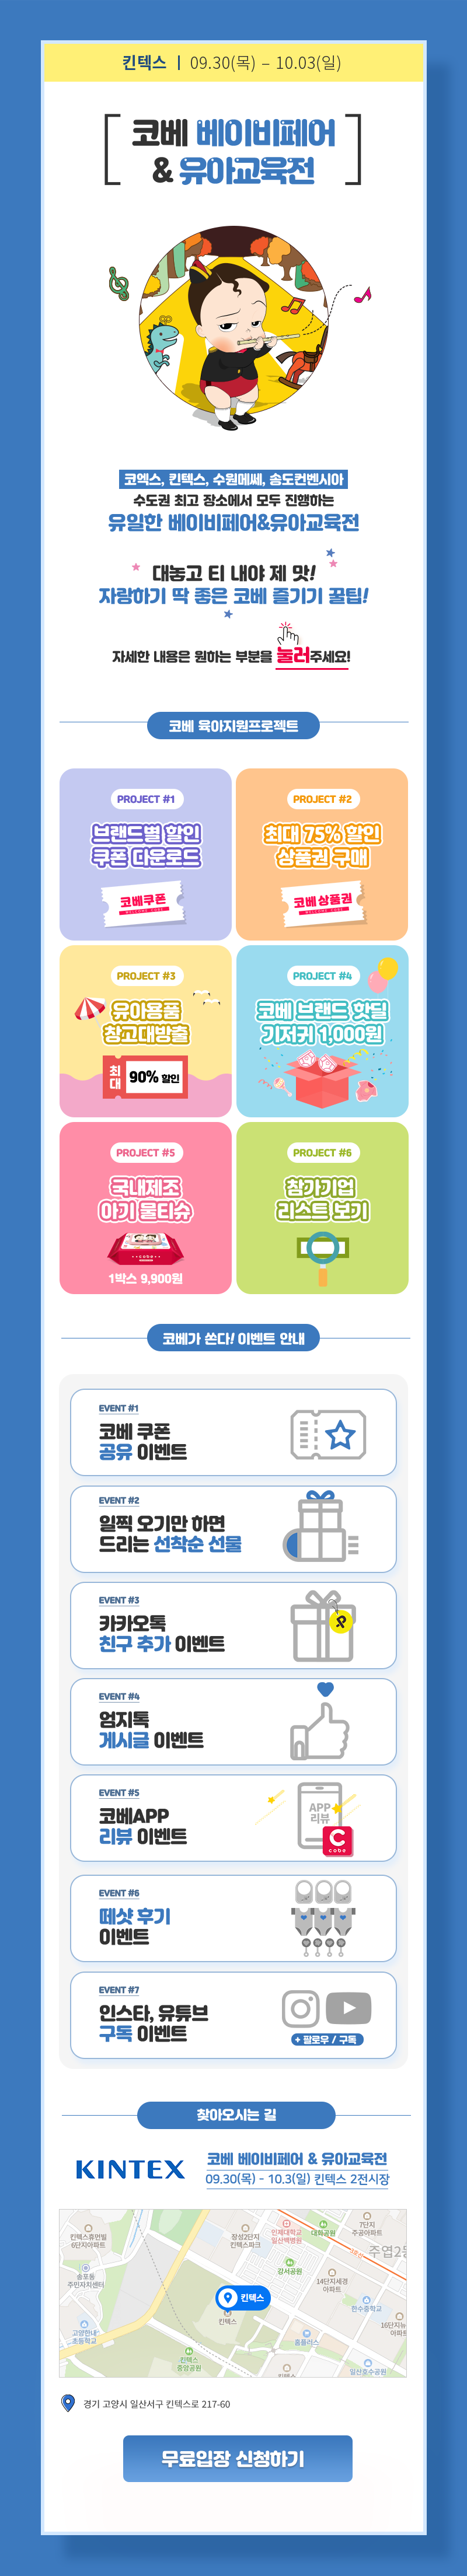 킨텍스 | 09.30(목) – 10.03(일)
코베 베이비페어
& 유아교육전
코엑스, 킨텍스, 수원메쎄, 송도컨벤시아
수도권 최고 장소에서 모두 진행하는
유일한 베이비페어&유아교육전
대놓고 티 내야 제 맛!
자랑하기 딱 좋은 코베 즐기기 꿀팁!
자세한 내용은 원하는 부분을 눌러주세요!
코베 육아지원프로젝트
PROJECT #1
브랜드별 할인
쿠폰 다운로드
코베쿠폰
WELCOME COBE
PROJECT #2
최대 75% 할인
상품권 구매
코베상품권
WELCOME COBE
PROJECT #3
유아용품
창고대방출
최대
90% 할인
PROJECT #4
코베 브랜드 핫딜
기저귀 1,000원
PROJECT #5
국내제조
아기 물티슈
cobe
1박스 9,900원
PROJECT #6
참가기업
리스트 보기
코베가 쏜다! 이벤트 안내
EVENT #1
코베 쿠폰
공유 이벤트
EVENT #2
일찍 오기만 하면
드리는 선착순 선물
EVENT #3
카카오톡
친구 추가 이벤트
EVENT #4
엄지톡
게시글 이벤트
EVENT #5
코베APP
리뷰 이벤트
APP
리뷰
C
cobe
EVENT #6
떼샷 후기
이벤트
EVENT #7
인스타, 유튜브
구독 이벤트
+ 팔로우 / 구독
찾아오시는 길
KINTEX
코베 베이비페어 & 유아교육전
09.30(목) - 10.3(일) 킨텍스 2전시장
킨텍스휴먼빌
6단지아파트
장성2단지
킨텍스파크
인제대학교
일산백병원
대화공원
7단지
주공아파트
주엽2동
송포동
주민자치센터
강서공원
14단지세경
아파트
킨텍스
킨텍스
한수중학교
16단지뉴
아파트
고양한내
초등학교
홈플러스
킨텍스
중앙공원
킨텍스
일산호수공원
경기 고양시 일산서구 킨텍스로 217-60
무료입장 신청하기